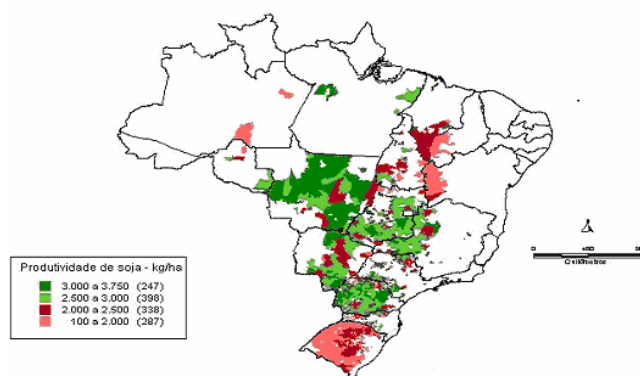 Produtividade de soja - kg/ha
3.000 a 3.750 (247)
2.500 a 3.000 (398)
2.000 a 2.500 (338)
100 a 2.000 (287)